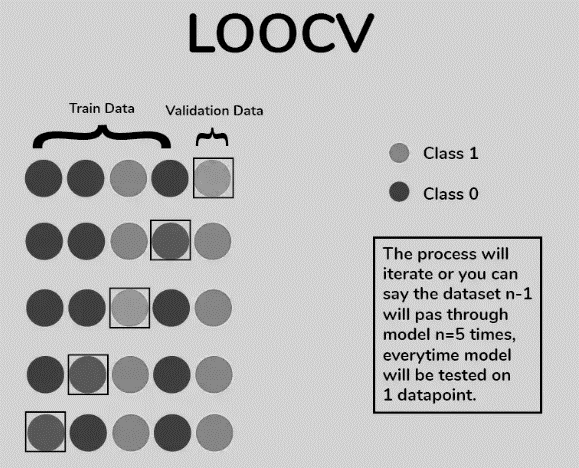 LOOCV
Train Data
Validation Data
Class 1
Class 0
The process will
iterate or you can
say the dataset n-1
will pas through
model n=5 times,
everytime model
will be tested on
1 datapoint.